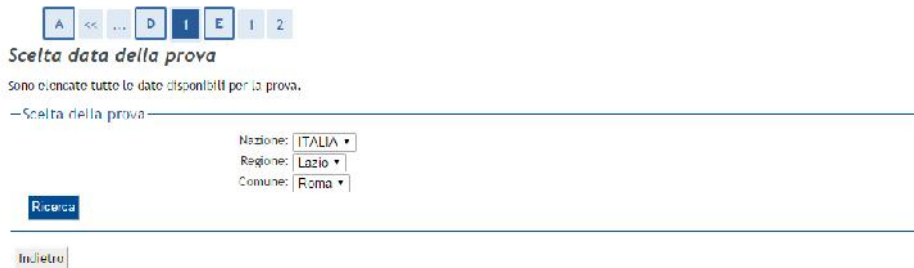 A << ... D 1 E 1 2
Scelta data della prova
Sono elencate tutte le date disponibili per la prova.
Scelta della prova
Nazione: ITALIA
Regione: Lazio
Comune: Roma
Ricerca
Indietro